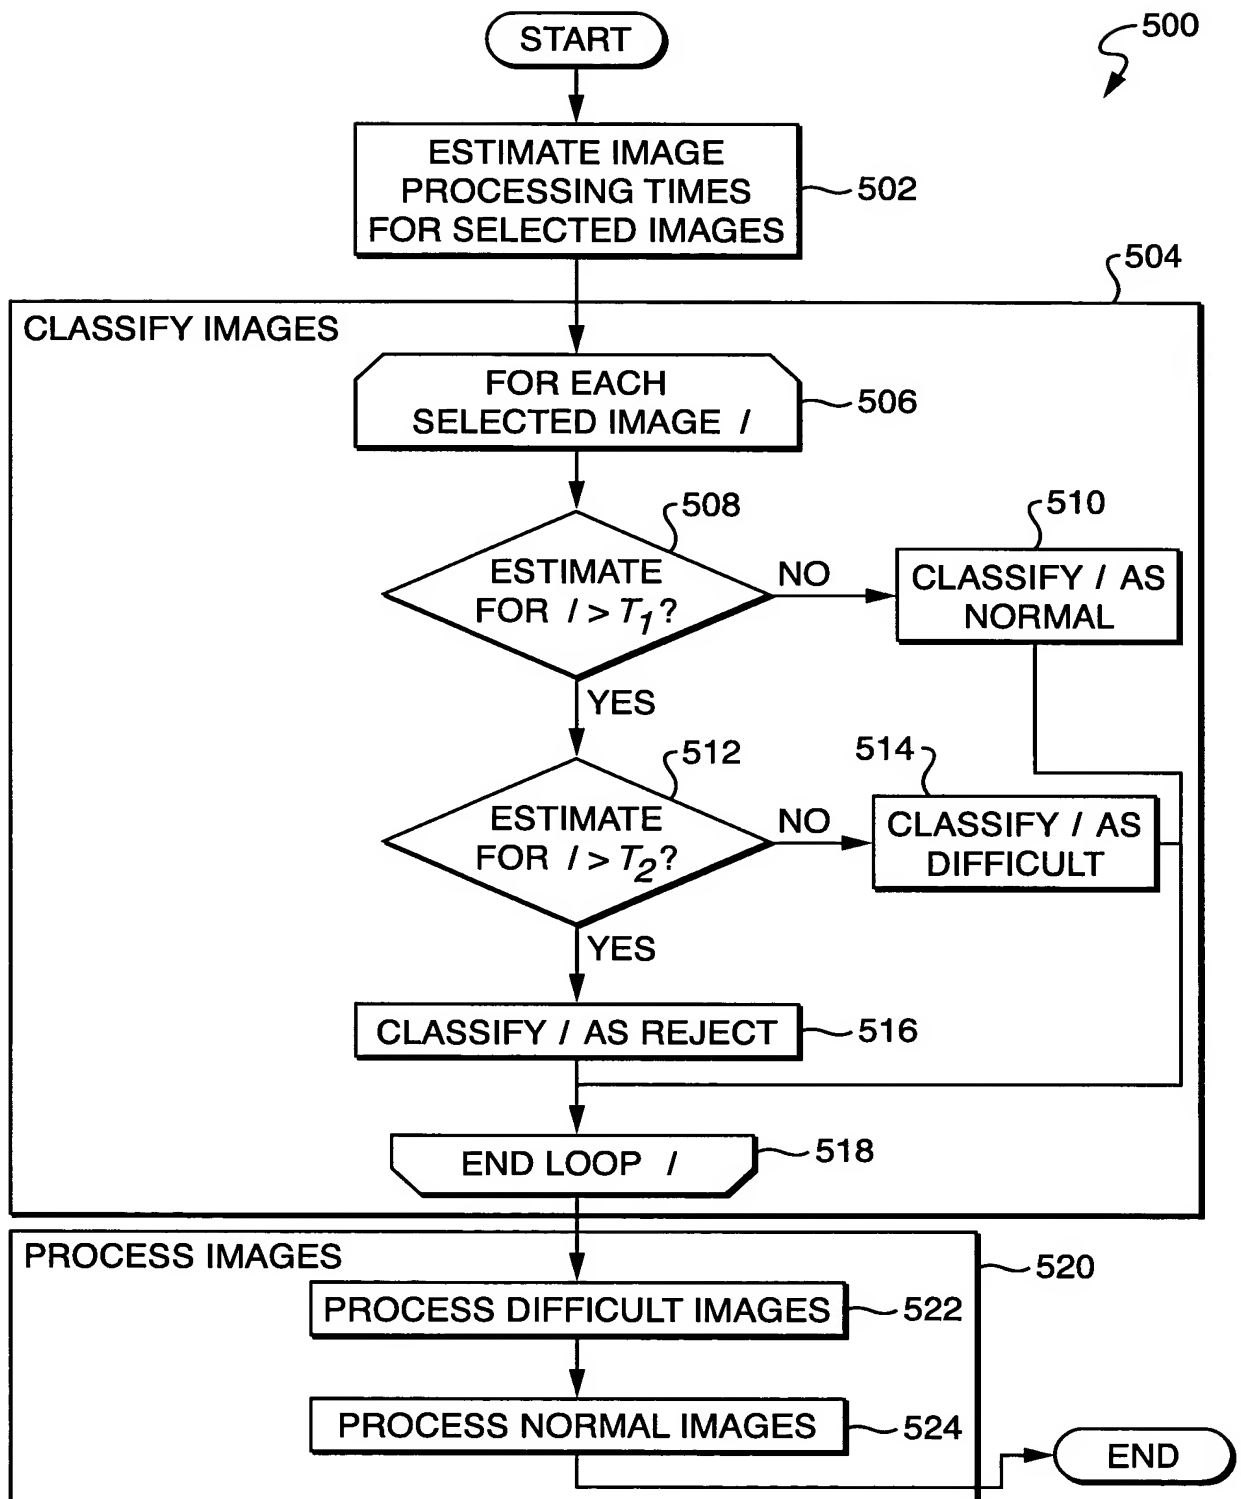 START
500
ESTIMATE IMAGE
PROCESSING TIMES
FOR SELECTED IMAGES
502
504
CLASSIFY IMAGES
FOR EACH
SELECTED IMAGE I
506
508
ESTIMATE
FOR I > T1?
NO
510
CLASSIFY I AS
NORMAL
YES
512
ESTIMATE
FOR I > T2?
NO
514
CLASSIFY I AS
DIFFICULT
YES
CLASSIFY I AS REJECT
516
END LOOP I
518
PROCESS IMAGES
520
PROCESS DIFFICULT IMAGES
522
PROCESS NORMAL IMAGES
524
END